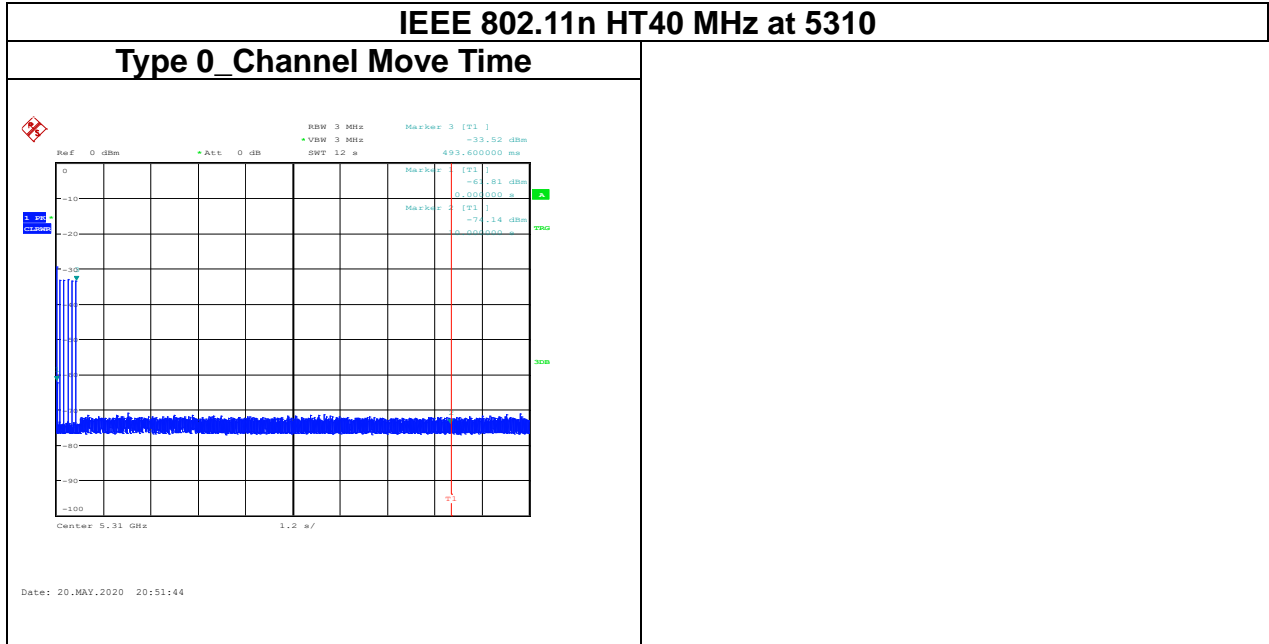 IEEE 802.11n HT40 MHz at 5310
Type 0_Channel Move Time
R S
RBW 3 MHz Marker 3 [T1 ]
*VBW 3 MHz -33.52 dBm
Ref 0 dBm *Att 0 dB SWT 12 s 493.600000 ms
0 Marker 1 [T1 ]
-61.81 dBm
-10 0.000000 s A
Marker 2 [T1 ]
1 PK* -74.14 dBm
CLRWR -20 10.000000 s TRG
-30
-40
-50
3DB
-60
-70
-80
-90
T1
-100
Center 5.31 GHz 1.2 s/
Date: 20.MAY.2020 20:51:44